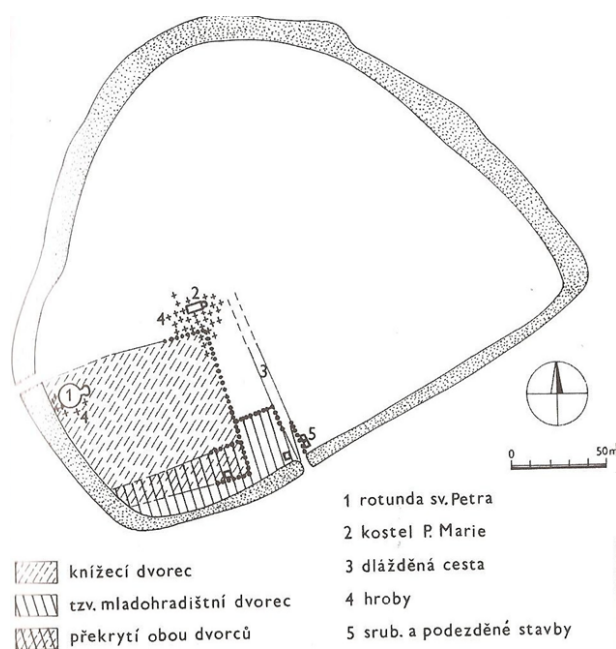 2
4
3
1
4
5
0 50m
1 rotunda sv. Petra
2 kostel P. Marie
3 dlážděná cesta
4 hroby
5 srub. a podezděné stavby
knížecí dvorec
tzv. mladohradištní dvorec
překrytí obou dvorců